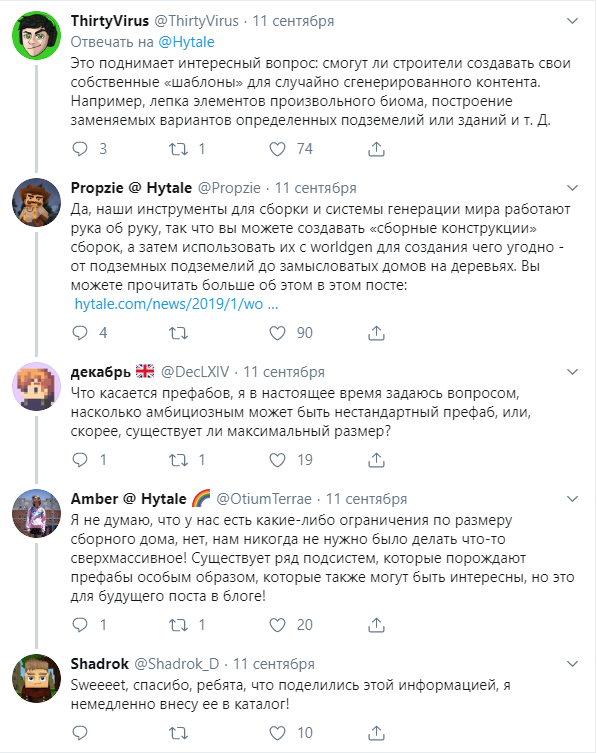 ThirtyVirus @ThirtyVirus · 11 сентября
Отвечать на @Hytale
Это поднимает интересный вопрос: смогут ли строители создавать свои
собственные «шаблоны» для случайно сгенерированного контента.
Например, лепка элементов произвольного биома, построение
заменяемых вариантов определенных подземелий или зданий и т. Д.
3 1 74
Propzie @ Hytale @Propzie · 11 сентября
Да, наши инструменты для сборки и системы генерации мира работают
рука об руку, так что вы можете создавать «сборные конструкции»
сборок, а затем использовать их с worldgen для создания чего угодно -
от подземных подземелий до замысловатых домов на деревьях. Вы
можете прочитать больше об этом в этом посте:
hytale.com/news/2019/1/wo ...
4 90
декабрь 🇬🇧 @DecLXIV · 11 сентября
Что касается префабов, я в настоящее время задаюсь вопросом,
насколько амбициозным может быть нестандартный префаб, или,
скорее, существует ли максимальный размер?
1 1 19
Amber @ Hytale 🌈 @OtiumTerrae · 11 сентября
Я не думаю, что у нас есть какие-либо ограничения по размеру
сборного дома, нет, нам никогда не нужно было делать что-то
сверхмассивное! Существует ряд подсистем, которые порождают
префабы особым образом, которые также могут быть интересны, но это
для будущего поста в блоге!
1 1 20
Shadrok @Shadrok_D · 11 сентября
Sweeeet, спасибо, ребята, что поделились этой информацией, я
немедленно внесу ее в каталог!
10